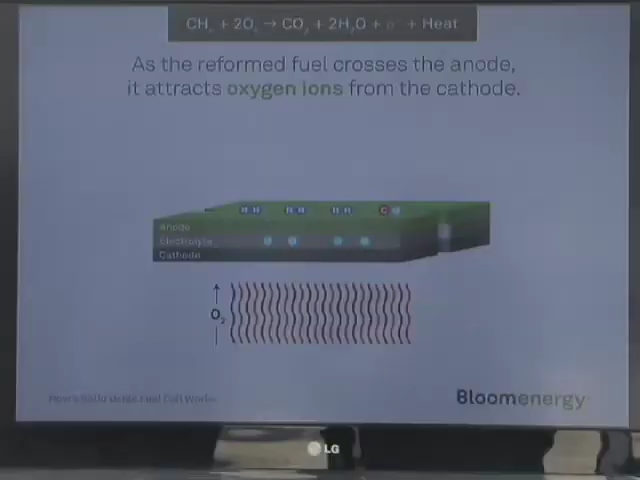 CH₄ + 2O₂ → CO₂ + 2H₂O + e⁻ + Heat
As the reformed fuel crosses the anode,
it attracts oxygen ions from the cathode.
H H H H H H C O
Anode
Electrolyte
Cathode
O₂
How a Solid Oxide Fuel Cell Works
Bloomenergy
LG